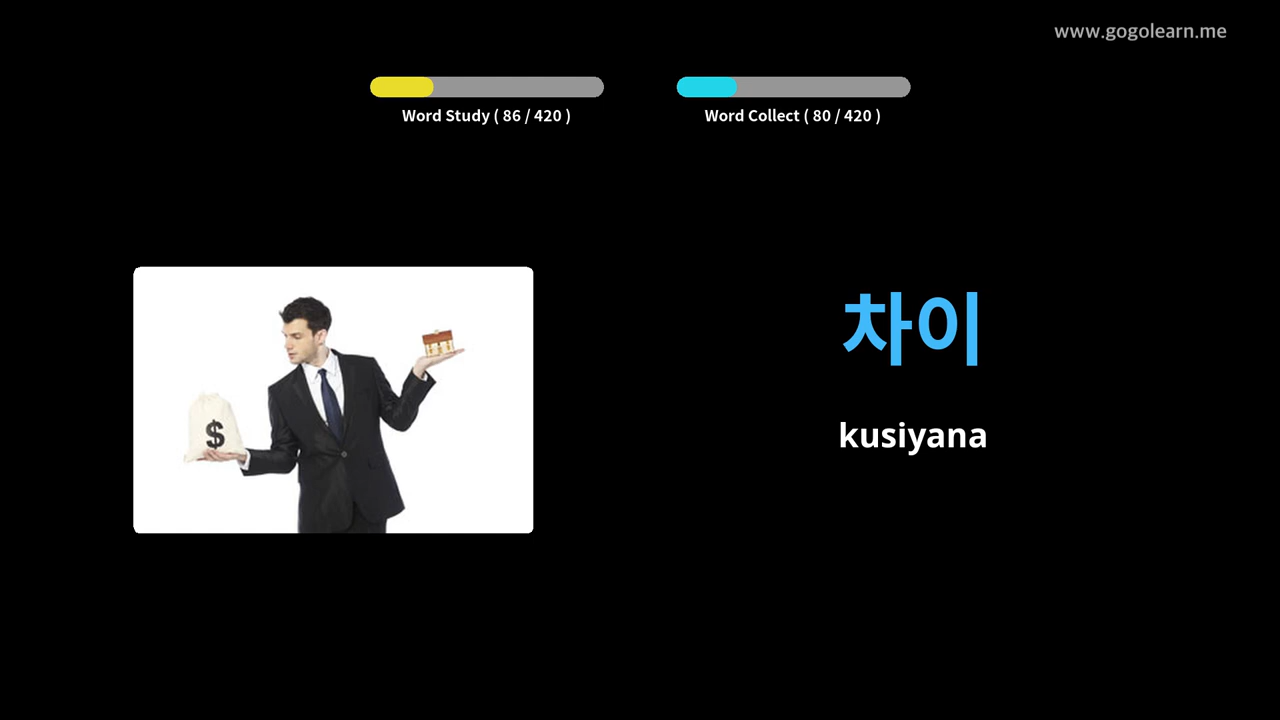 www.gogolearn.me
Word Study ( 86 / 420 )
Word Collect ( 80 / 420 )
$
차이
kusiyana